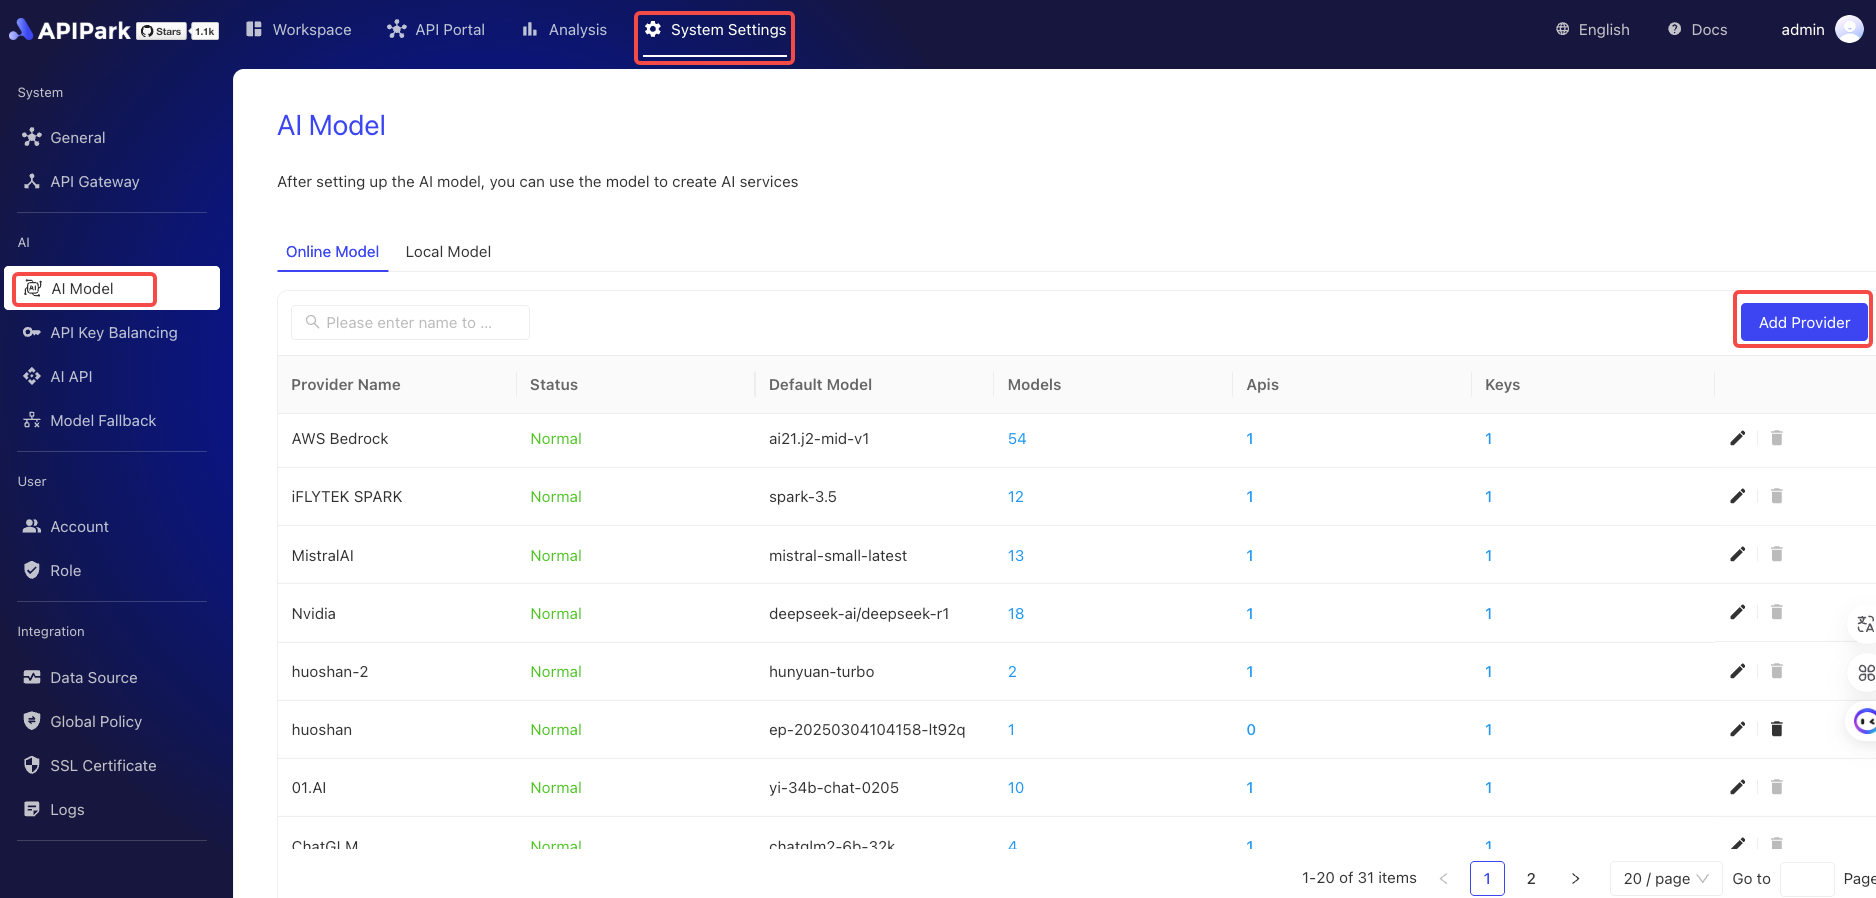 APIPark Stars 1.1k Workspace API Portal Analysis System Settings English Docs admin
System
General
API Gateway
AI
AI Model
API Key Balancing
AI API
Model Fallback
User
Account
Role
Integration
Data Source
Global Policy
SSL Certificate
Logs
AI Model
After setting up the AI model, you can use the model to create AI services
Online Model Local Model
Please enter name to ... Add Provider
Provider Name Status Default Model Models Apis Keys
AWS Bedrock Normal ai21.j2-mid-v1 54 1 1
iFLYTEK SPARK Normal spark-3.5 12 1 1
MistralAI Normal mistral-small-latest 13 1 1
Nvidia Normal deepseek-ai/deepseek-r1 18 1 1
huoshan-2 Normal hunyuan-turbo 2 1 1
huoshan Normal ep-20250304104158-lt92q 1 0 1
01.AI Normal yi-34b-chat-0205 10 1 1
ChatGLM Normal chatglm2-6b-32k 4 1 1
1-20 of 31 items 1 2 20 / page Go to Page